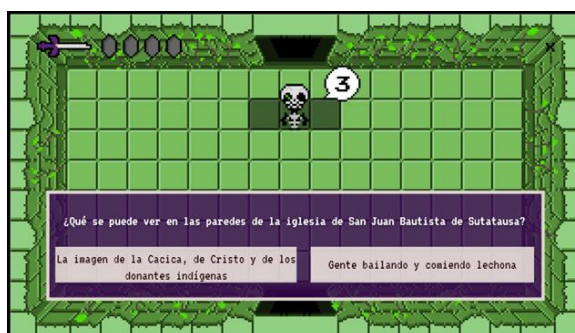 3
¿Qué se puede ver en las paredes de la iglesia de San Juan Bautista de Sutatausa?
La imagen de la Cacica, de Cristo y de los
donantes indígenas
Gente bailando y comiendo lechona